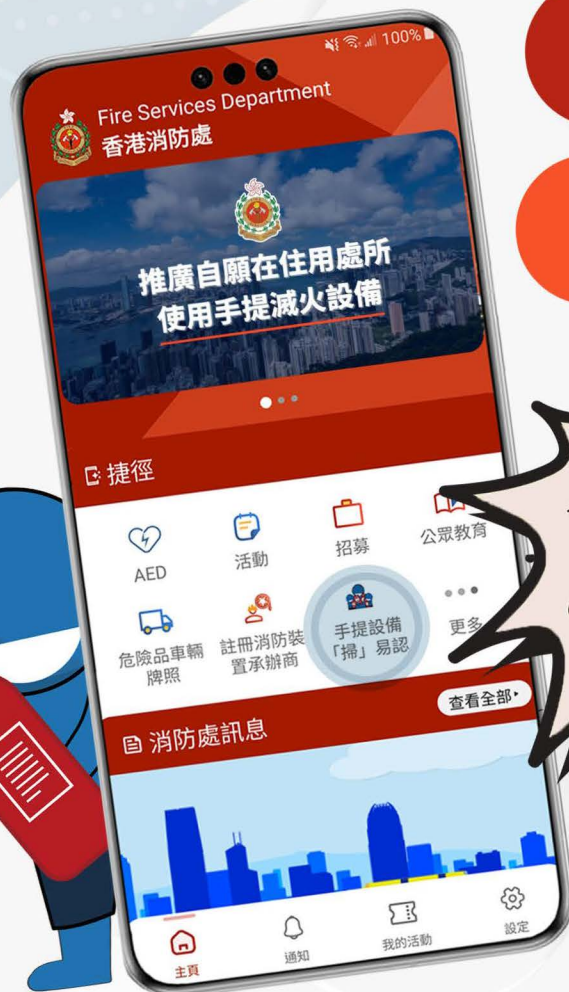 100%
Fire Services Department
香港消防處
推廣自願在住用處所
使用手提滅火設備
捷徑
AED
活動
招募
公眾教育
危險品車輛
牌照
註冊消防裝
置承辦商
手提設備
「掃」易認
更多
消防處訊息
查看全部
主頁
通知
我的活動
設定